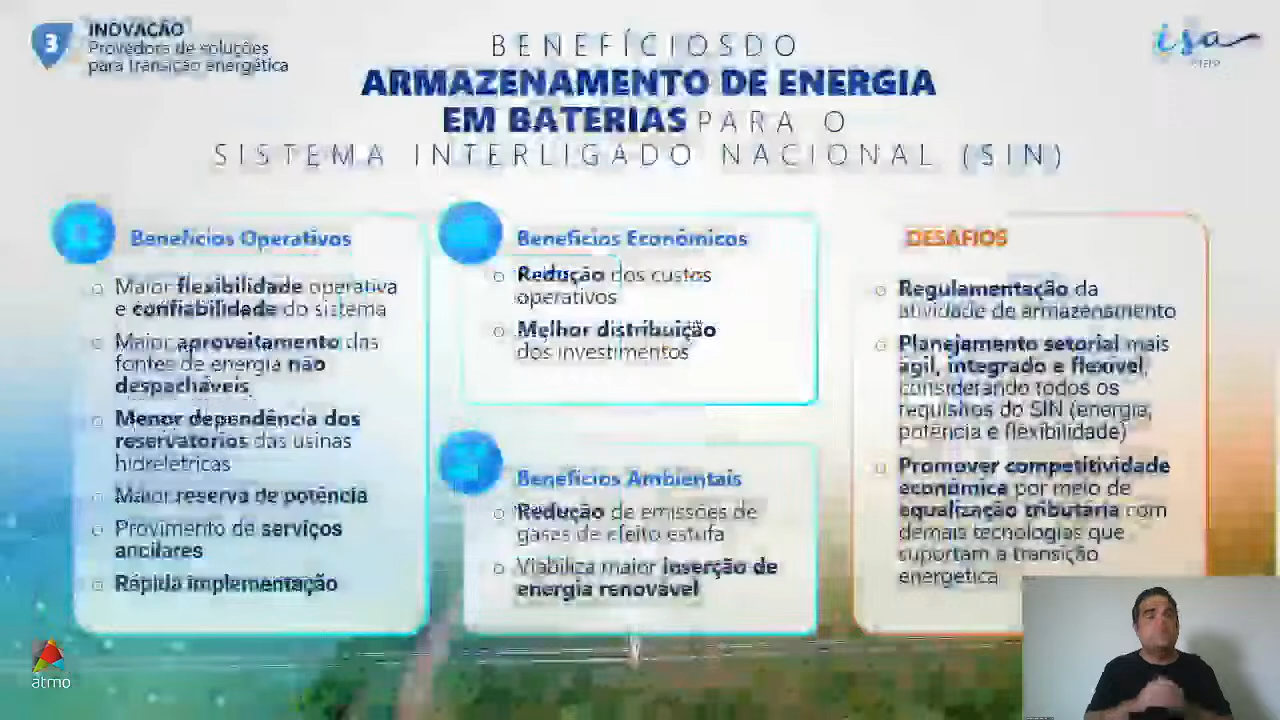 3
INOVAÇÃO
Provedora de soluções
para transição energética
BENEFÍCIOSDO
ARMAZENAMENTO DE ENERGIA
EM BATERIAS PARA O
SISTEMA INTERLIGADO NACIONAL (SIN)
isa
Benefícios Operativos
Maior flexibilidade operativa
e confiabilidade do sistema
Maior aproveitamento das
fontes de energia não
despacháveis
Menor dependência dos
reservatórios das usinas
hidrelétricas
Maior reserva de potência
Provimento de serviços
ancilares
Rápida implementação
Benefícios Econômicos
Redução dos custos
operativos
Melhor distribuição
dos investimentos
Benefícios Ambientais
Redução de emissões de
gases de efeito estufa
Viabiliza maior inserção de
energia renovável
DESAFIOS
Regulamentação da
atividade de armazenamento
Planejamento setorial mais
ágil, integrado e flexível,
considerando todos os
requisitos do SIN (energia,
potência e flexibilidade)
Promover competitividade
econômica por meio de
equalização tributária com
demais tecnologias que
suportam a transição
energética
atmo